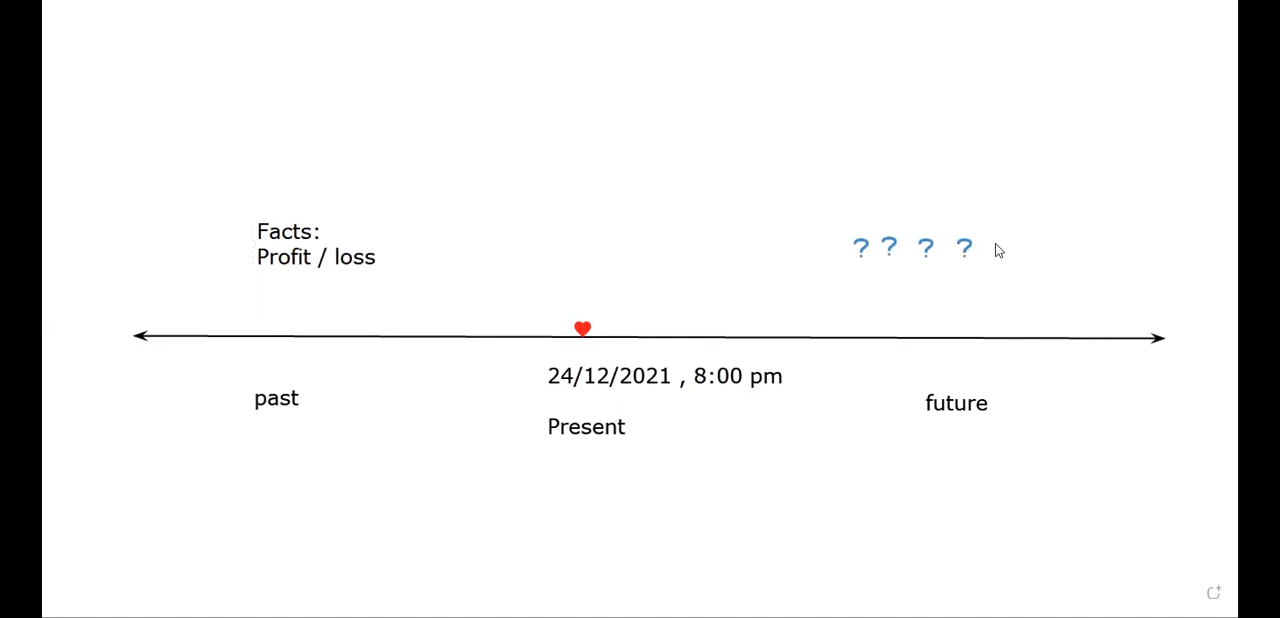 Facts:
Profit / loss
? ? ? ?
24/12/2021 , 8:00 pm
past
future
Present